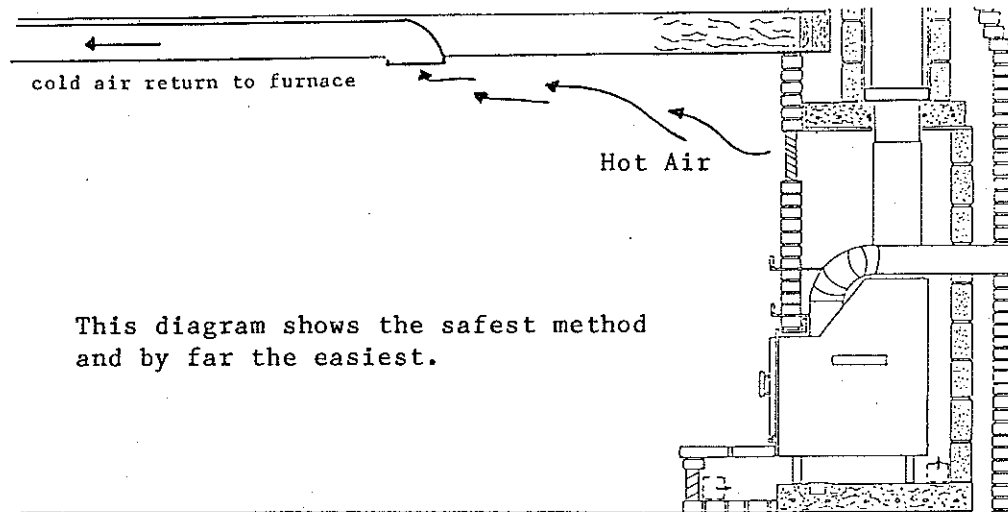 cold air return to furnace
Hot Air
This diagram shows the safest method
and by far the easiest.